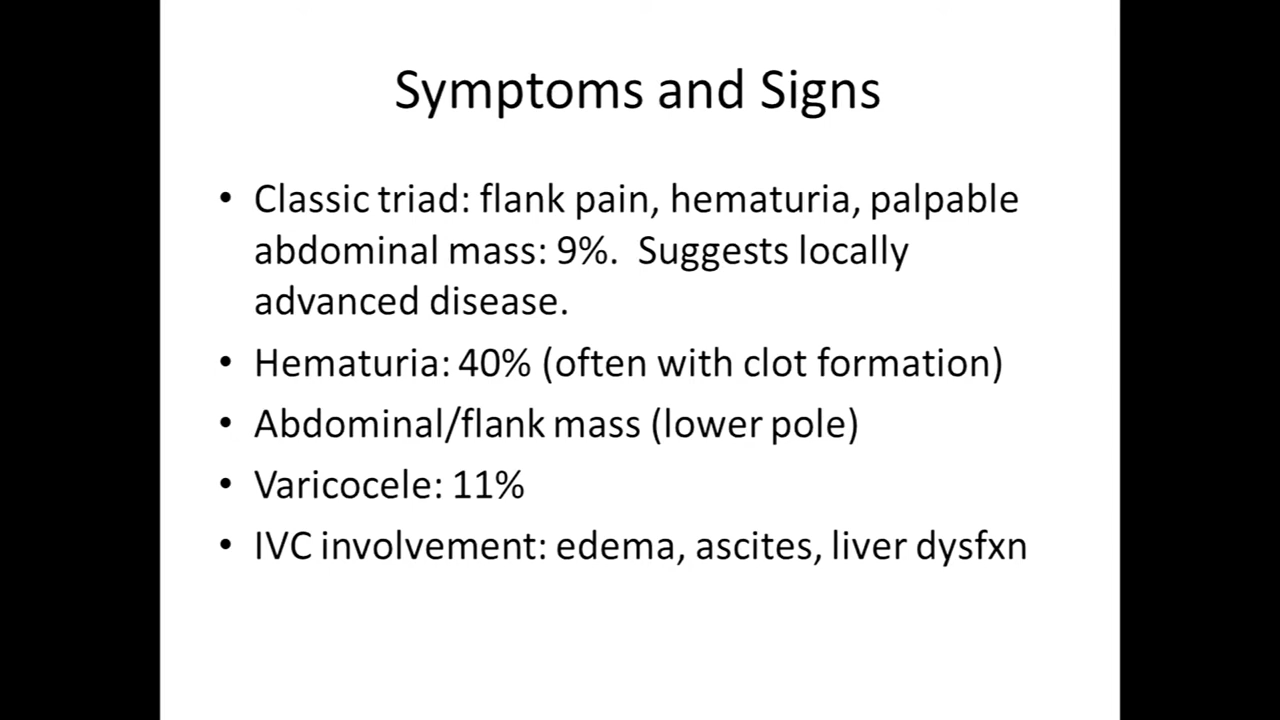 Symptoms and Signs
• Classic triad: flank pain, hematuria, palpable
abdominal mass: 9%.  Suggests locally
advanced disease.
• Hematuria: 40% (often with clot formation)
• Abdominal/flank mass (lower pole)
• Varicocele: 11%
• IVC involvement: edema, ascites, liver dysfxn